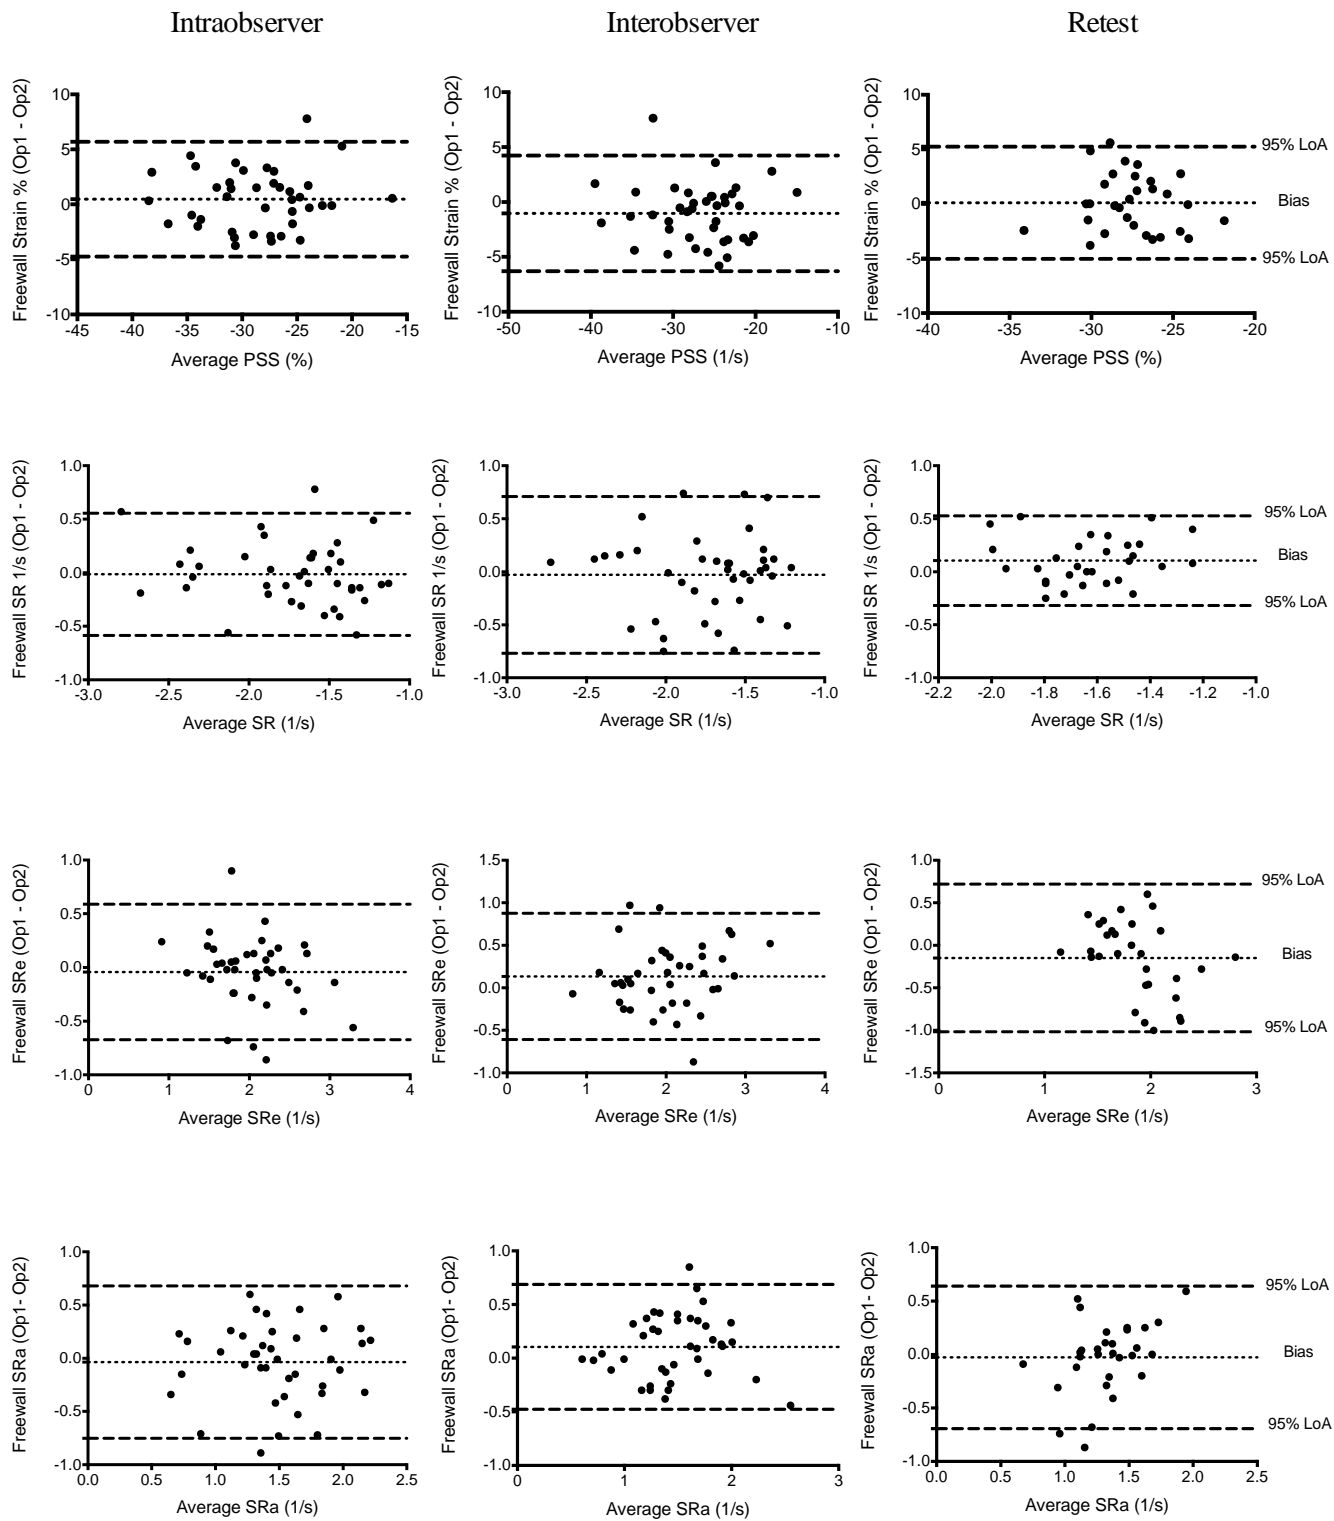 Intraobserver Interobserver Retest
Freewall Strain % (Op1 - Op2)
10
5
0
-5
-10
-45 -35 -25 -15
Average PSS (%)
Freewall Strain % (Op1 - Op2)
10
5
0
-5
-10
-50 -40 -30 -20 -10
Average PSS (1/s)
Freewall Strain % (Op1 - Op2)
10
5
0
-5
-10
-40 -35 -30 -25 -20
Average PSS (%)
95% LoA
Bias
95% LoA
Freewall SR 1/s (Op1 - Op2)
1.0
0.5
0.0
-0.5
-1.0
-3.0 -2.5 -2.0 -1.5 -1.0
Average SR (1/s)
Freewall SR 1/s (Op1 - Op2)
1.0
0.5
0.0
-0.5
-1.0
-3.0 -2.5 -2.0 -1.5 -1.0
Average SR (1/s)
Freewall SR 1/s (Op1 - Op2)
1.0
0.5
0.0
-0.5
-1.0
-2.2 -2.0 -1.8 -1.6 -1.4 -1.2 -1.0
Average SR (1/s)
95% LoA
Bias
95% LoA
Freewall SRe (Op1 - Op2)
1.0
0.5
0.0
-0.5
-1.0
0 1 2 3 4
Average SRe (1/s)
Freewall SRe (Op1 - Op2)
1.5
1.0
0.5
0.0
-0.5
-1.0
0 1 2 3 4
Average SRe (1/s)
Freewall SRe (Op1 - Op2)
1.0
0.5
0.0
-0.5
-1.0
-1.5
0 1 2 3
Average SRe (1/s)
95% LoA
Bias
95% LoA
Freewall SRa (Op1- Op2)
1.0
0.5
0.0
-0.5
-1.0
0.0 0.5 1.0 1.5 2.0 2.5
Average SRa (1/s)
Freewall SRa (Op1- Op2)
1.0
0.5
0.0
-0.5
-1.0
0 1 2 3
Average SRa (1/s)
Freewall SRa (Op1 - Op2)
1.0
0.5
0.0
-0.5
-1.0
0.0 0.5 1.0 1.5 2.0 2.5
Average SRa (1/s)
95% LoA
Bias
95% LoA